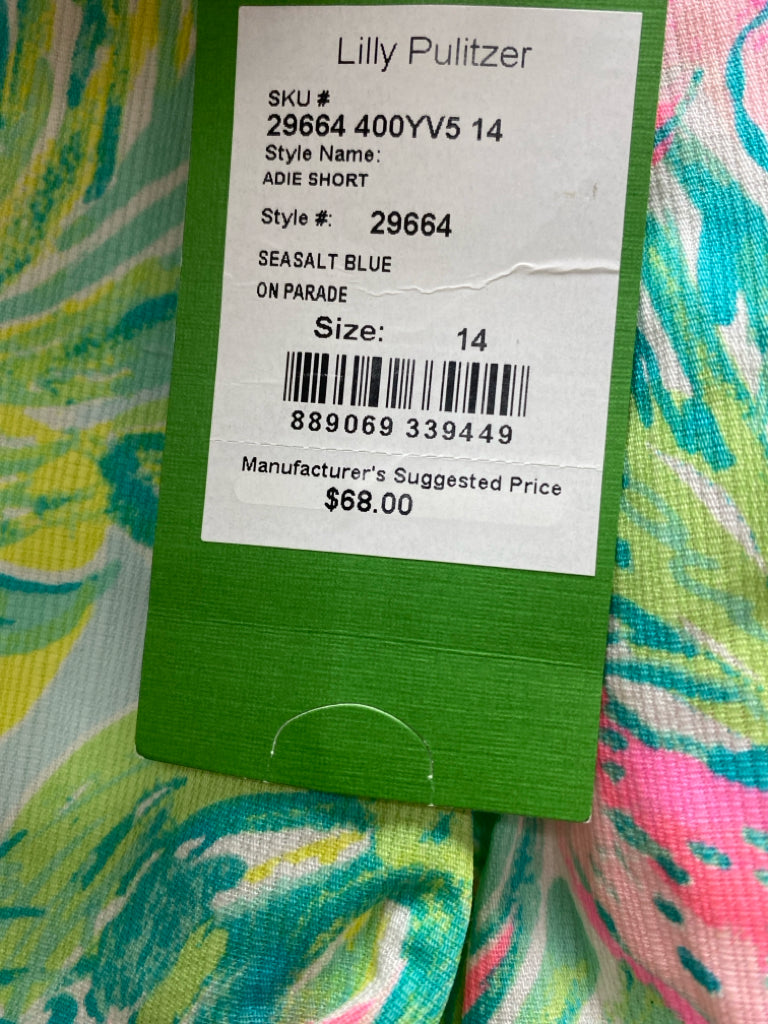 Lilly Pulitzer
SKU #
29664 400YV5 14
Style Name:
ADIE SHORT
Style #: 29664
SEASALT BLUE
ON PARADE
Size: 14
889069 339449
Manufacturer's Suggested Price
$68.00